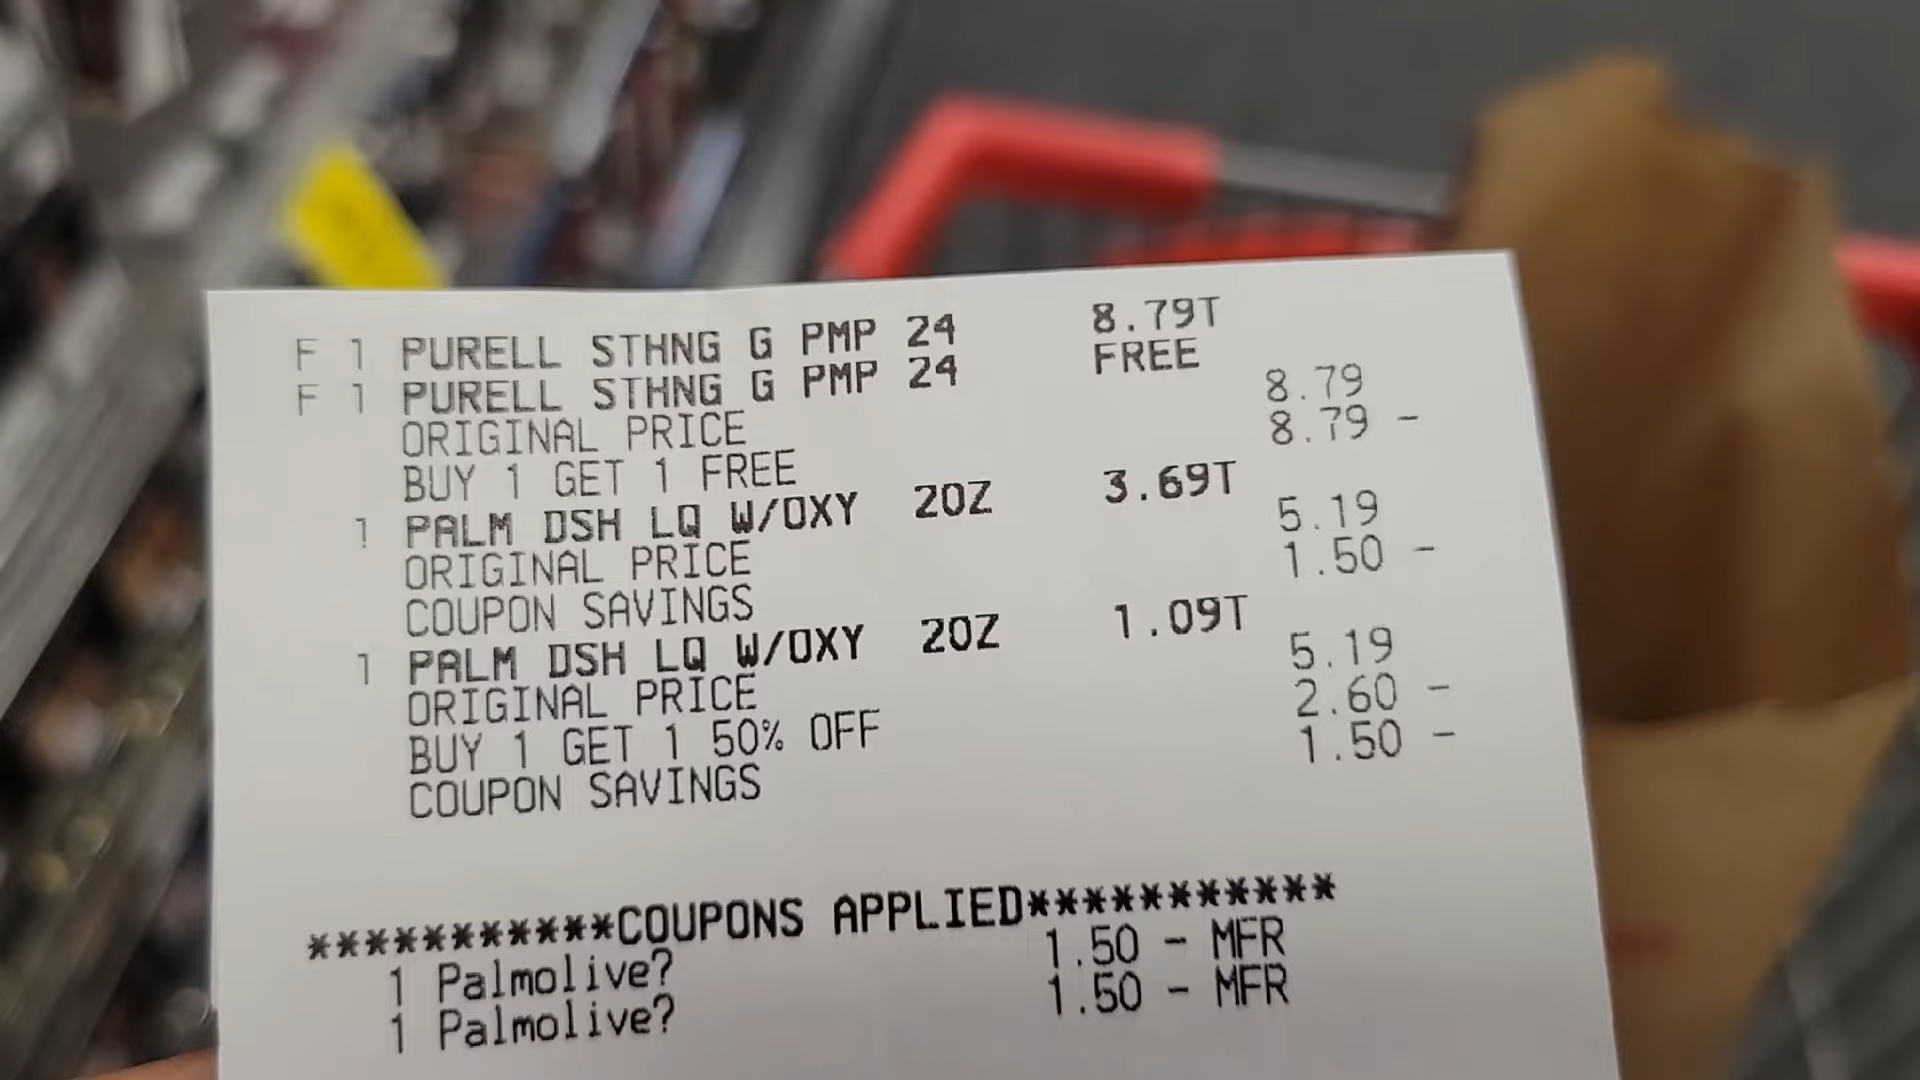 F 1 PURELL STHNG G PMP 24 8.79T
F 1 PURELL STHNG G PMP 24 FREE
ORIGINAL PRICE 8.79
BUY 1 GET 1 FREE 8.79 -
1 PALM DSH LQ W/OXY 2OZ 3.69T
ORIGINAL PRICE 5.19
COUPON SAVINGS 1.50 -
1 PALM DSH LQ W/OXY 2OZ 1.09T
ORIGINAL PRICE 5.19
BUY 1 GET 1 50% OFF 2.60 -
COUPON SAVINGS 1.50 -
***********COUPONS APPLIED***********
1 Palmolive? 1.50 - MFR
1 Palmolive? 1.50 - MFR